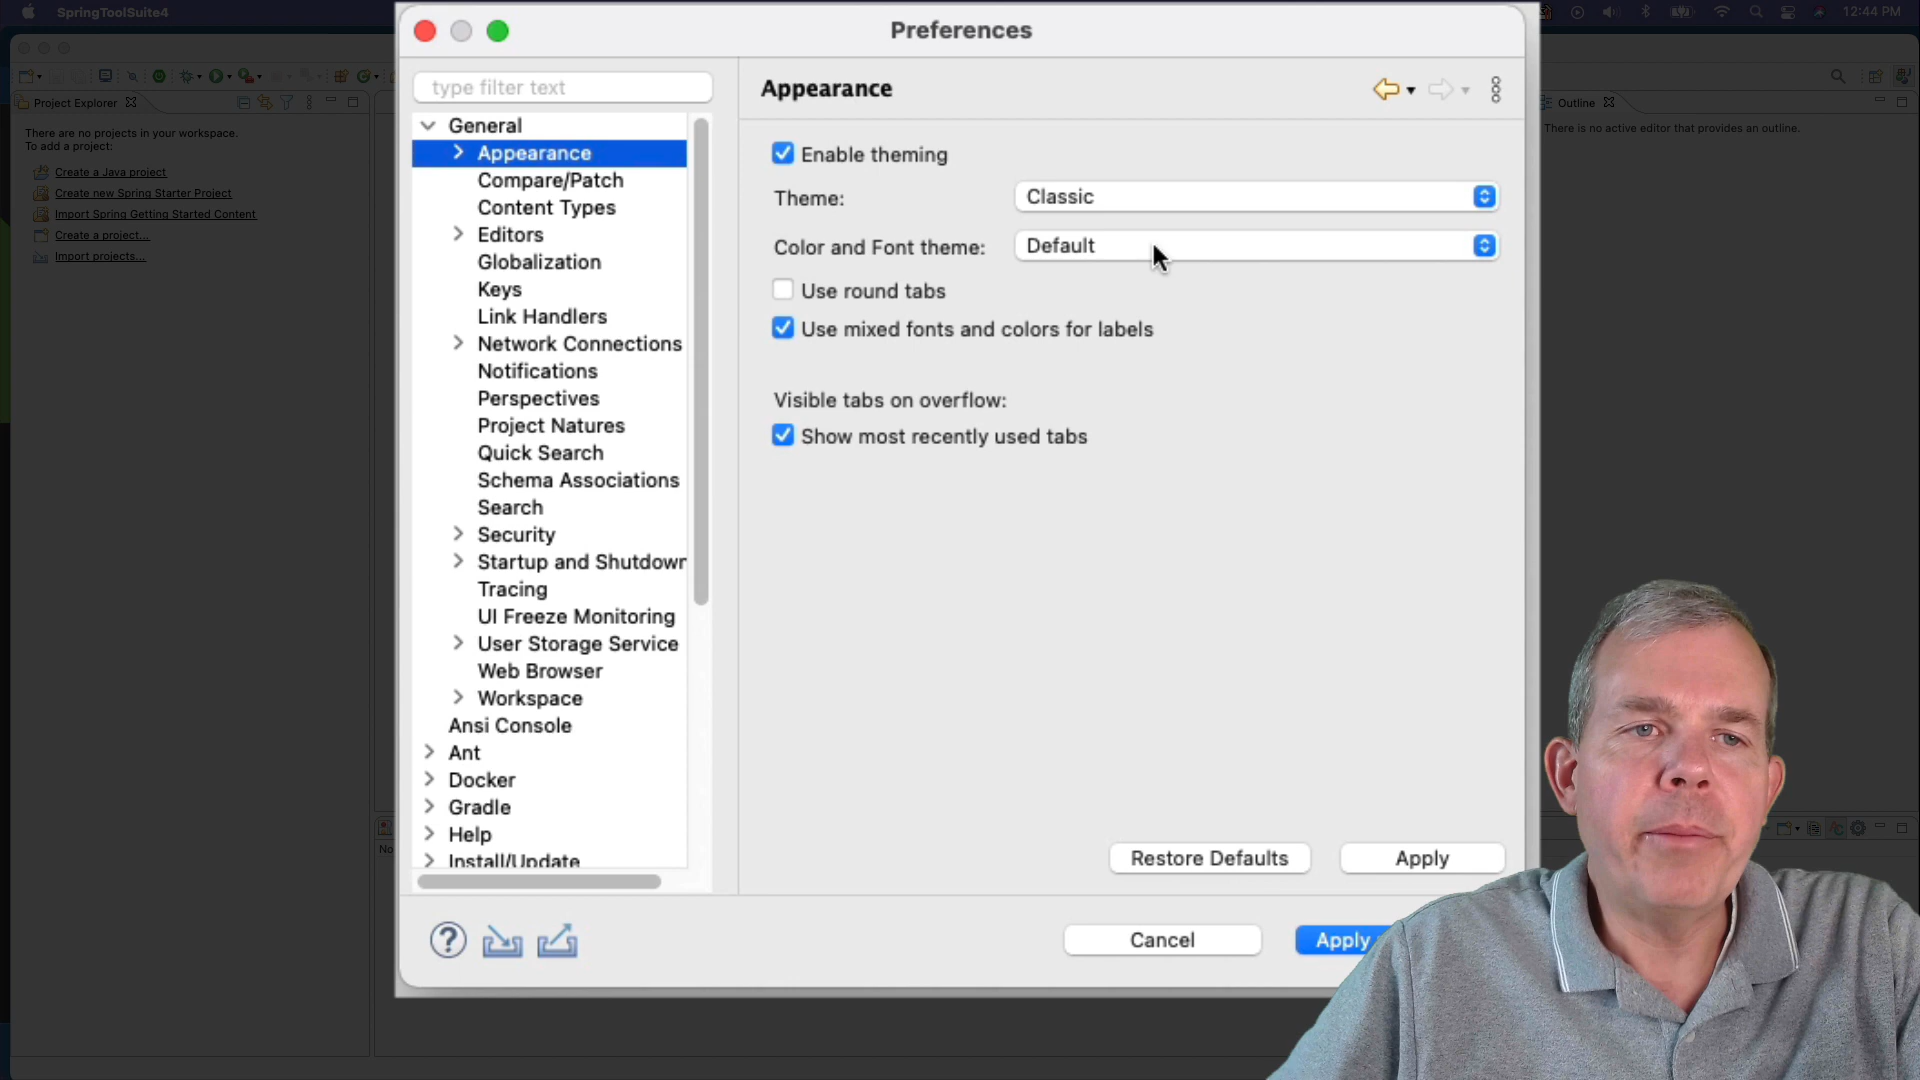 SpringToolSuite4
12:44 PM
Preferences
Project Explorer
There are no projects in your workspace.
To add a project:
Create a Java project
Create new Spring Starter Project
Import Spring Getting Started Content
Create a project...
Import projects...
type filter text
General
Appearance
Compare/Patch
Content Types
Editors
Globalization
Keys
Link Handlers
Network Connections
Notifications
Perspectives
Project Natures
Quick Search
Schema Associations
Search
Security
Startup and Shutdown
Tracing
UI Freeze Monitoring
User Storage Service
Web Browser
Workspace
Ansi Console
Ant
Docker
Gradle
Help
Install/Update
Appearance
Enable theming
Theme: Classic
Color and Font theme: Default
Use round tabs
Use mixed fonts and colors for labels
Visible tabs on overflow:
Show most recently used tabs
Restore Defaults Apply
Cancel Apply
Outline
There is no active editor that provides an outline.
No